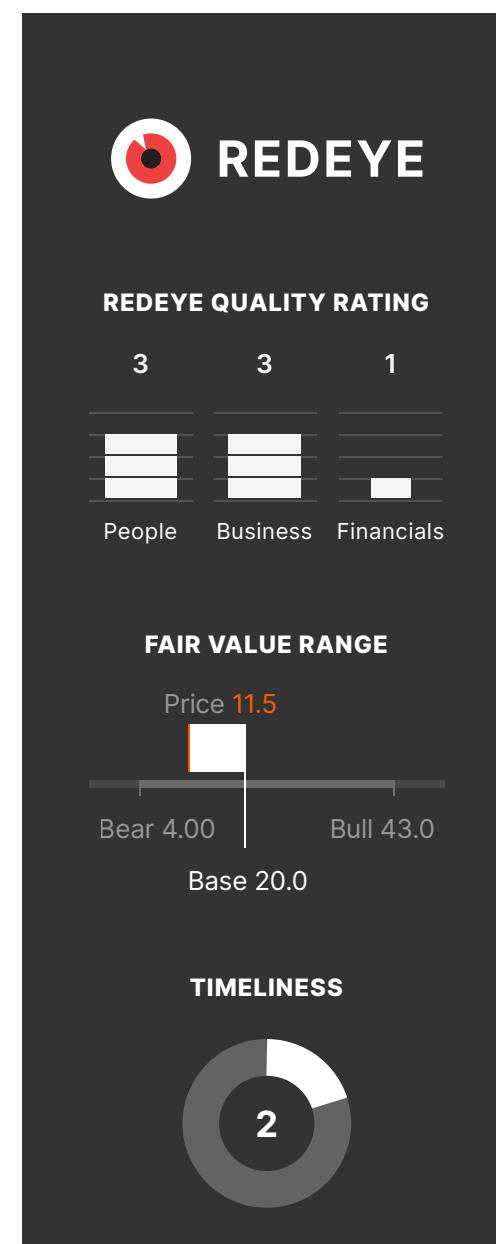 REDEYE
REDEYE QUALITY RATING
3 3 1
People Business Financials
FAIR VALUE RANGE
Price 11.5
Bear 4.00 Bull 43.0
Base 20.0
TIMELINESS
2